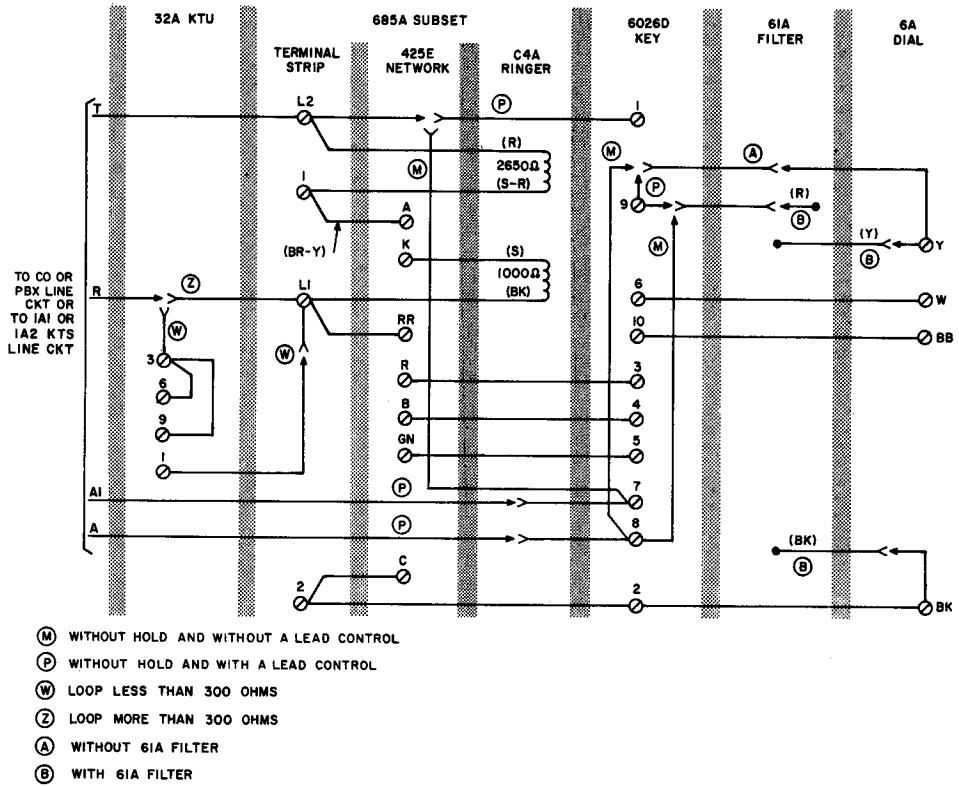 32A KTU
685A SUBSET
6026D
KEY
61A
FILTER
6A
DIAL
TERMINAL
STRIP
425E
NETWORK
C4A
RINGER
T
L2
P
1
(R)
2650Ω
(S-R)
M
M
A
1
A
P
9
(R)
B
M
(Y)
B
Y
(BR-Y)
K
(S)
1000Ω
(BK)
TO CO OR
PBX LINE
CKT OR
TO 1A1 OR
1A2 KTS
LINE CKT
R
Z
L1
6
W
W
RR
10
BB
W
3
R
3
6
B
4
9
GN
5
1
A1
P
7
A
P
8
(BK)
B
C
2
2
BK
M WITHOUT HOLD AND WITHOUT A LEAD CONTROL
P WITHOUT HOLD AND WITH A LEAD CONTROL
W LOOP LESS THAN 300 OHMS
Z LOOP MORE THAN 300 OHMS
A WITHOUT 61A FILTER
B WITH 61A FILTER